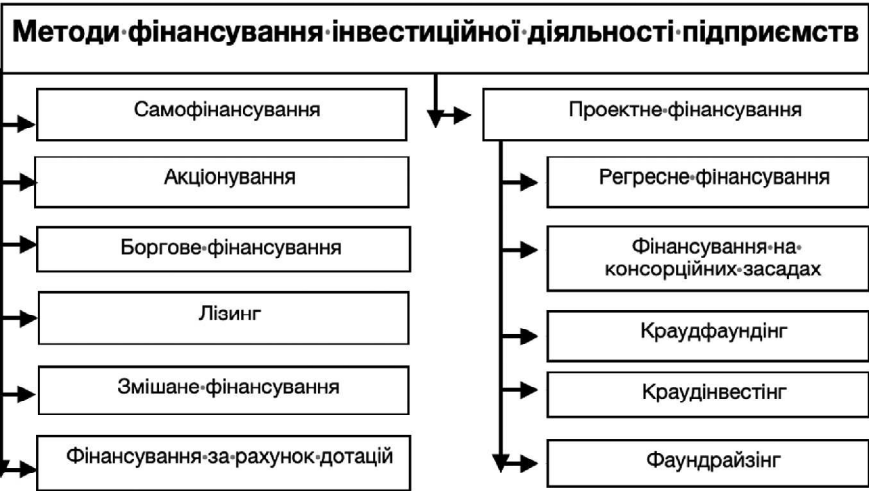 Методи фінансування інвестиційної діяльності підприємств
Самофінансування
Акціонування
Боргове фінансування
Лізинг
Змішане фінансування
Фінансування за рахунок дотацій
Проектне фінансування
Регресне фінансування
Фінансування на
консорційних засадах
Краудфаундінг
Краудінвестінг
Фаундрайзінг